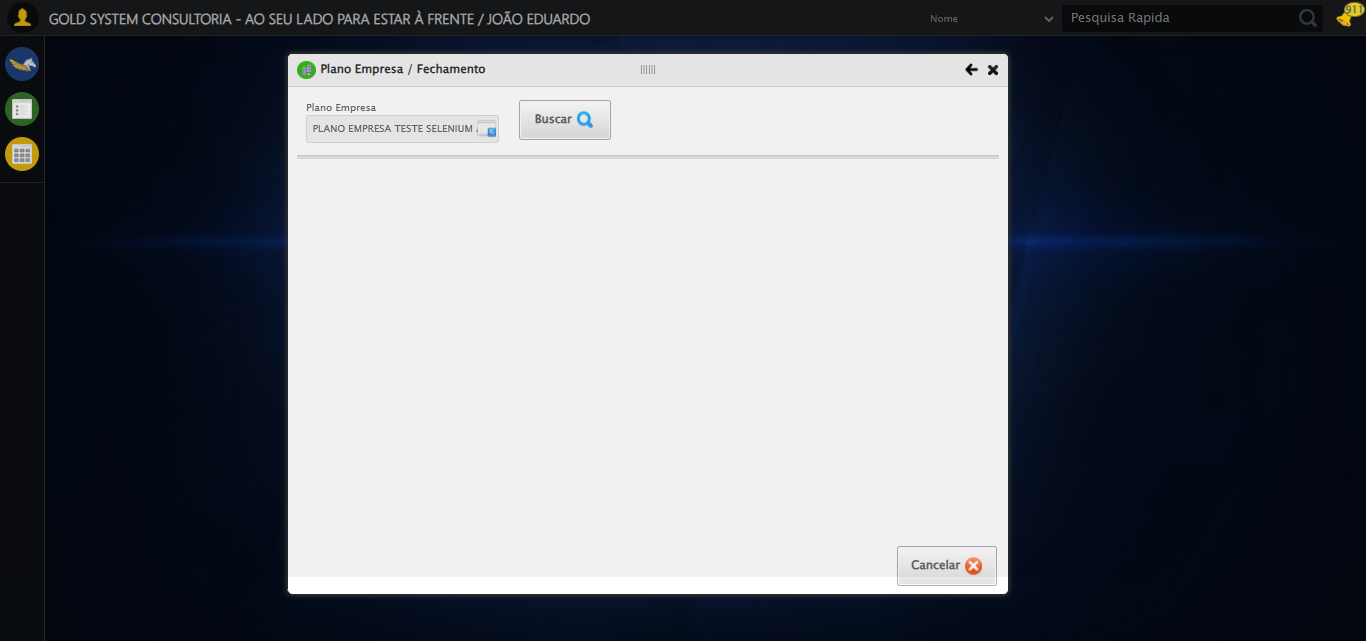 GOLD SYSTEM CONSULTORIA - AO SEU LADO PARA ESTAR À FRENTE / JOÃO EDUARDO
Nome
Pesquisa Rapida
911
Plano Empresa / Fechamento
Plano Empresa
PLANO EMPRESA TESTE SELENIUM
Buscar
Cancelar